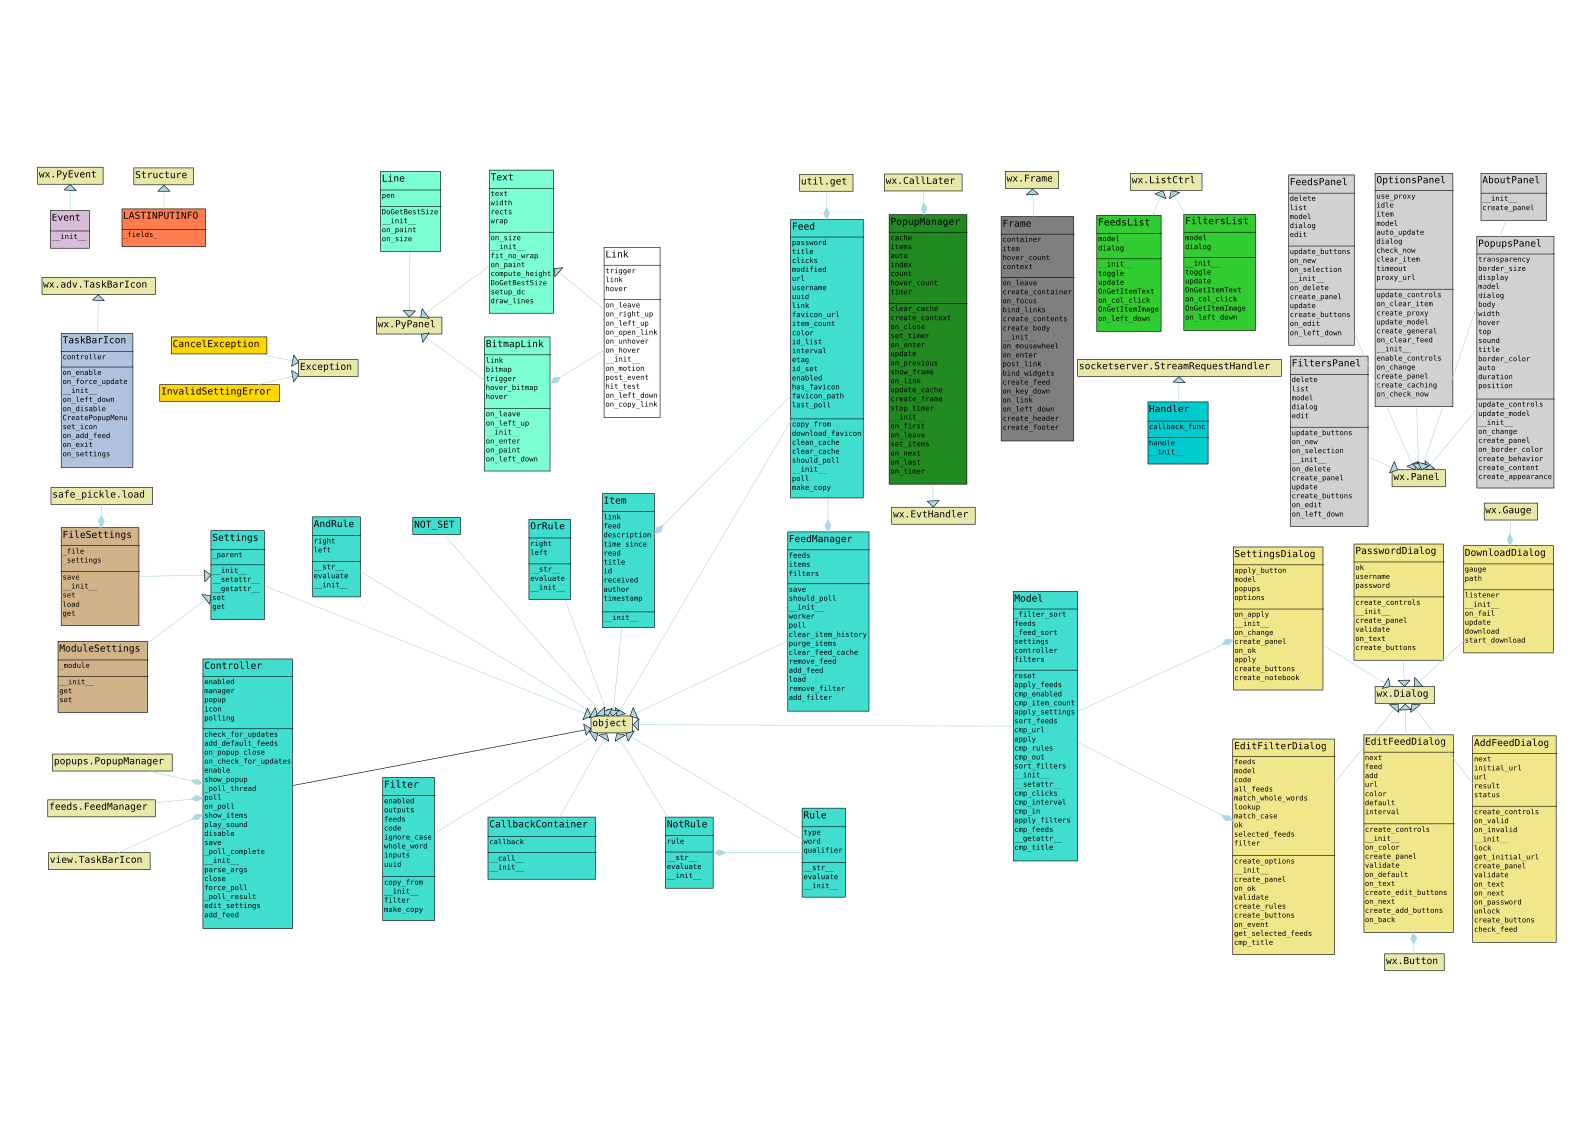 wx.PyEvent
Event
__init__
Structure
LASTINPUTINFO
_fields_
wx.adv.TaskBarIcon
TaskBarIcon
controller
on_enable
on_force_update
__init__
on_left_down
on_disable
CreatePopupMenu
set_icon
on_add_feed
on_exit
on_settings
CancelException
InvalidSettingError
Exception
Line
pen
DoGetBestSize
__init__
on_paint
on_size
wx.PyPanel
Text
text
width
rects
wrap
on_size
__init__
fit_no_wrap
on_paint
compute_height
DoGetBestSize
setup_dc
draw_lines
BitmapLink
link
bitmap
trigger
hover_bitmap
hover
on_leave
on_left_up
__init__
on_enter
on_paint
on_left_down
Link
trigger
link
hover
on_leave
on_right_up
on_left_up
on_open_link
on_unhover
on_hover
__init__
on_motion
post_event
hit_test
on_left_down
on_copy_link
util.get
Feed
password
title
clicks
modified
url
username
uuid
link
favicon_url
item_count
color
id_list
interval
etag
id_set
enabled
has_favicon
favicon_path
last_poll
copy_from
download_favicon
clean_cache
clear_cache
should_poll
__init__
poll
make_copy
wx.CallLater
PopupManager
cache
items
auto
index
count
hover_count
timer
clear_cache
create_context
on_close
set_timer
on_enter
update
on_previous
show_frame
on_link
update_cache
create_frame
stop_timer
__init__
on_first
on_leave
set_items
on_next
on_last
on_timer
wx.EvtHandler
wx.Frame
Frame
container
item
hover_count
context
on_leave
create_container
on_focus
bind_links
create_contents
create_body
__init__
on_mousewheel
on_enter
post_link
bind_widgets
create_feed
on_key_down
on_link
on_left_down
create_header
create_footer
wx.ListCtrl
FeedsList
model
dialog
__init__
toggle
update
OnGetItemText
on_col_click
OnGetItemImage
on_left_down
FiltersList
model
dialog
__init__
toggle
update
OnGetItemText
on_col_click
OnGetItemImage
on_left_down
socketserver.StreamRequestHandler
Handler
callback_func
handle
__init__
FeedsPanel
delete
list
model
dialog
edit
update_buttons
on_new
on_selection
__init__
on_delete
create_panel
update
create_buttons
on_edit
on_left_down
FiltersPanel
delete
list
model
dialog
edit
update_buttons
on_new
on_selection
__init__
on_delete
create_panel
update
create_buttons
on_edit
on_left_down
OptionsPanel
use_proxy
idle
item
model
auto_update
dialog
check_now
clear_item
timeout
proxy_url
update_controls
on_clear_item
create_proxy
update_model
create_general
on_clear_feed
__init__
enable_controls
on_change
create_panel
create_caching
on_check_now
AboutPanel
__init__
create_panel
PopupsPanel
transparency
border_size
display
model
dialog
body
width
hover
top
sound
title
border_color
auto
duration
position
update_controls
update_model
__init__
on_change
create_panel
on_border_color
create_behavior
create_content
create_appearance
wx.Panel
safe_pickle.load
FileSettings
_file
_settings
save
__init__
set
load
get
ModuleSettings
_module
__init__
get
set
Settings
_parent
__init__
__setattr__
__getattr__
set
get
AndRule
right
left
__str__
evaluate
__init__
NOT_SET
OrRule
right
left
__str__
evaluate
__init__
Item
link
feed
description
time_since
read
title
id
received
author
timestamp
__init__
FeedManager
feeds
items
filters
save
should_poll
__init__
worker
poll
clear_item_history
purge_items
clear_feed_cache
remove_feed
add_feed
load
remove_filter
add_filter
object
Controller
enabled
manager
popup
icon
polling
check_for_updates
add_default_feeds
on_popup_close
on_check_for_updates
enable
show_popup
_poll_thread
poll
on_poll
show_items
play_sound
disable
save
_poll_complete
__init__
parse_args
close
force_poll
_poll_result
edit_settings
add_feed
popups.PopupManager
feeds.FeedManager
view.TaskBarIcon
Filter
enabled
outputs
feeds
code
ignore_case
whole_word
inputs
uuid
copy_from
__init__
filter
make_copy
CallbackContainer
callback
__call__
__init__
NotRule
rule
__str__
evaluate
__init__
Rule
type
word
qualifier
__str__
evaluate
__init__
Model
_filter_sort
feeds
_feed_sort
settings
controller
filters
reset
apply_feeds
cmp_enabled
cmp_item_count
apply_settings
sort_feeds
cmp_url
apply
cmp_rules
cmp_out
sort_filters
__init__
__setattr__
cmp_clicks
cmp_interval
cmp_in
apply_filters
cmp_feeds
__getattr__
cmp_title
SettingsDialog
apply_button
model
popups
options
on_apply
__init__
on_change
create_panel
on_ok
apply
create_buttons
create_notebook
PasswordDialog
ok
username
password
create_controls
__init__
create_panel
validate
on_text
create_buttons
wx.Gauge
DownloadDialog
gauge
path
listener
__init__
on_fail
update
download
start_download
wx.Dialog
EditFilterDialog
feeds
model
code
all_feeds
match_whole_words
lookup
match_case
ok
selected_feeds
filter
create_options
__init__
create_panel
on_ok
validate
create_rules
create_buttons
on_event
get_selected_feeds
cmp_title
EditFeedDialog
next
feed
add
url
color
default
interval
create_controls
__init__
on_color
create_panel
validate
on_default
on_text
create_edit_buttons
on_next
create_add_buttons
on_back
wx.Button
AddFeedDialog
next
initial_url
url
result
status
create_controls
on_valid
on_invalid
__init__
lock
get_initial_url
create_panel
validate
on_text
on_next
on_password
unlock
create_buttons
check_feed